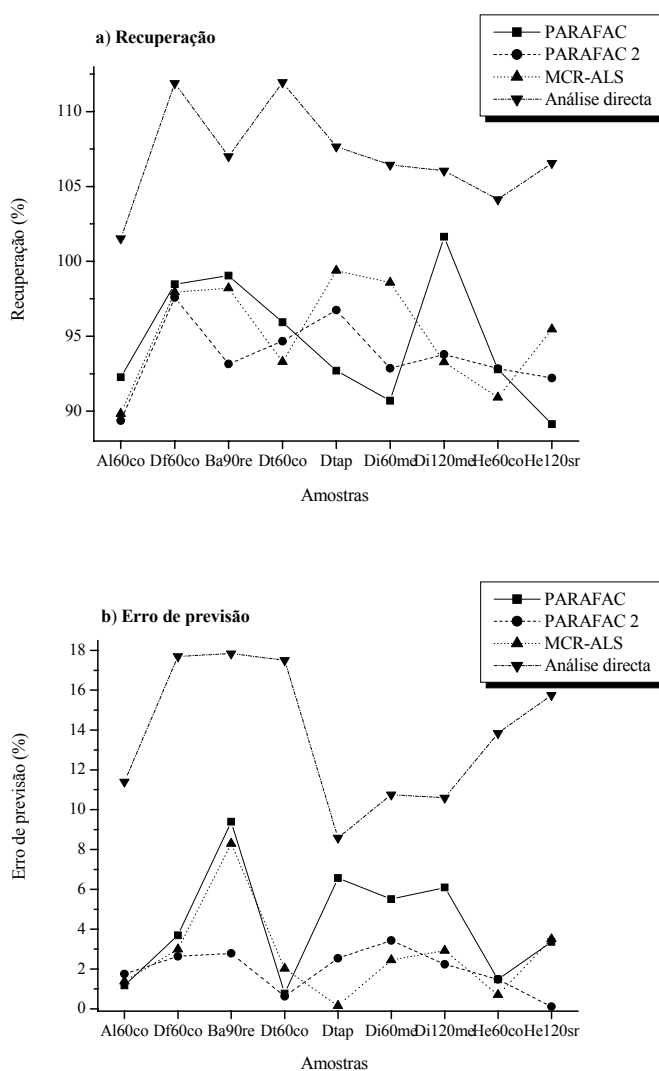 a) Recuperação
PARAFAC
PARAFAC 2
MCR-ALS
Análise directa
110
105
100
95
90
Recuperação (%)
Al60co Df60co Ba90re Dt60co Dtap Di60me Di120me He60co He120sr
Amostras
b) Erro de previsão
PARAFAC
PARAFAC 2
MCR-ALS
Análise directa
18
16
14
12
10
8
6
4
2
0
Erro de previsão (%)
Al60co Df60co Ba90re Dt60co Dtap Di60me Di120me He60co He120sr
Amostras